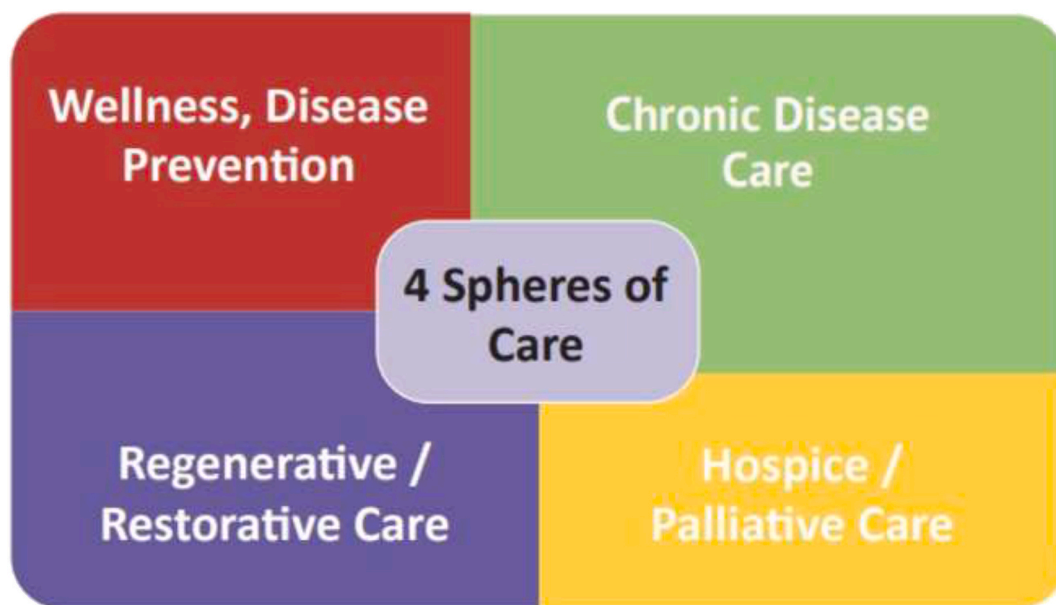 Wellness, Disease
Prevention
Chronic Disease
Care
4 Spheres of
Care
Regenerative /
Restorative Care
Hospice /
Palliative Care